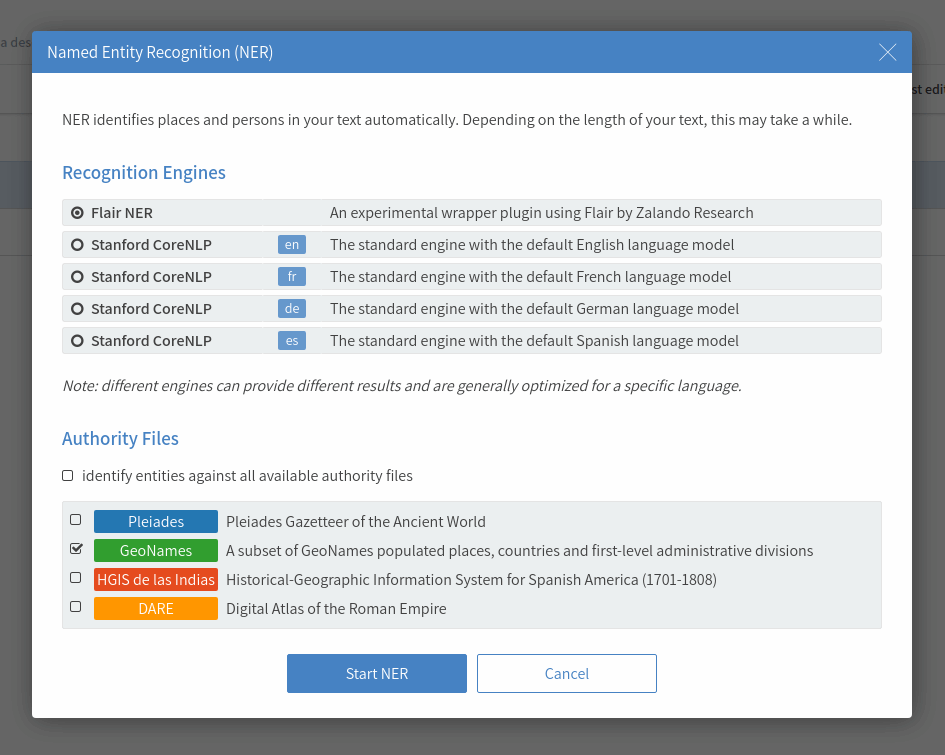 a des
Named Entity Recognition (NER)
st edit
NER identifies places and persons in your text automatically. Depending on the length of your text, this may take a while.
Recognition Engines
Flair NER An experimental wrapper plugin using Flair by Zalando Research
Stanford CoreNLP en The standard engine with the default English language model
Stanford CoreNLP fr The standard engine with the default French language model
Stanford CoreNLP de The standard engine with the default German language model
Stanford CoreNLP es The standard engine with the default Spanish language model
Note: different engines can provide different results and are generally optimized for a specific language.
Authority Files
identify entities against all available authority files
Pleiades Pleiades Gazetteer of the Ancient World
GeoNames A subset of GeoNames populated places, countries and first-level administrative divisions
HGIS de las Indias Historical-Geographic Information System for Spanish America (1701-1808)
DARE Digital Atlas of the Roman Empire
Start NER Cancel